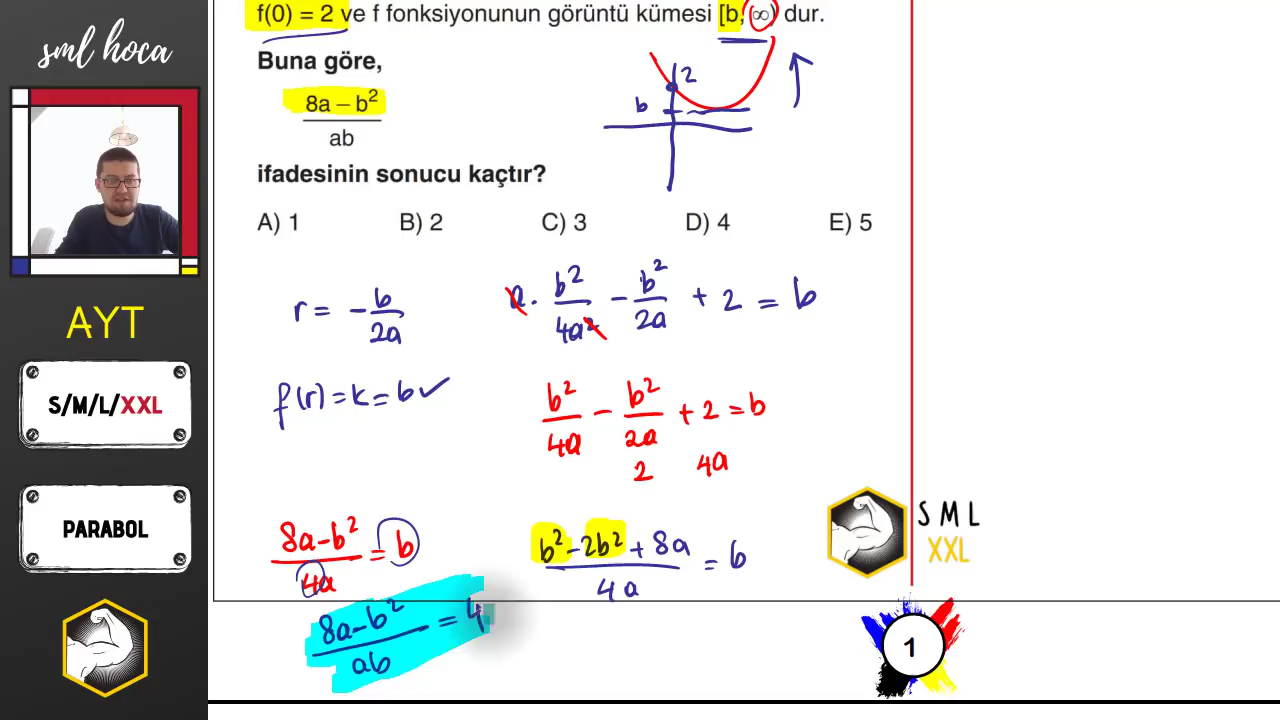 sml hoca
AYT
S/M/L/XXL
PARABOL
f(0) = 2 ve f fonksiyonunun görüntü kümesi [b, ∞) dur.
Buna göre,
8a – b²
ab
ifadesinin sonucu kaçtır?
2
b
A) 1 B) 2 C) 3 D) 4 E) 5
r = - b/2a
a. b²/4a² - b²/2a + 2 = b
f(r) = k = b ✓
b²/4a - b²/2a + 2 = b
2 4a
8a-b²/4a = b
b²-2b²+8a/4a = b
8a-b²/ab = 4
SML
XXL
1